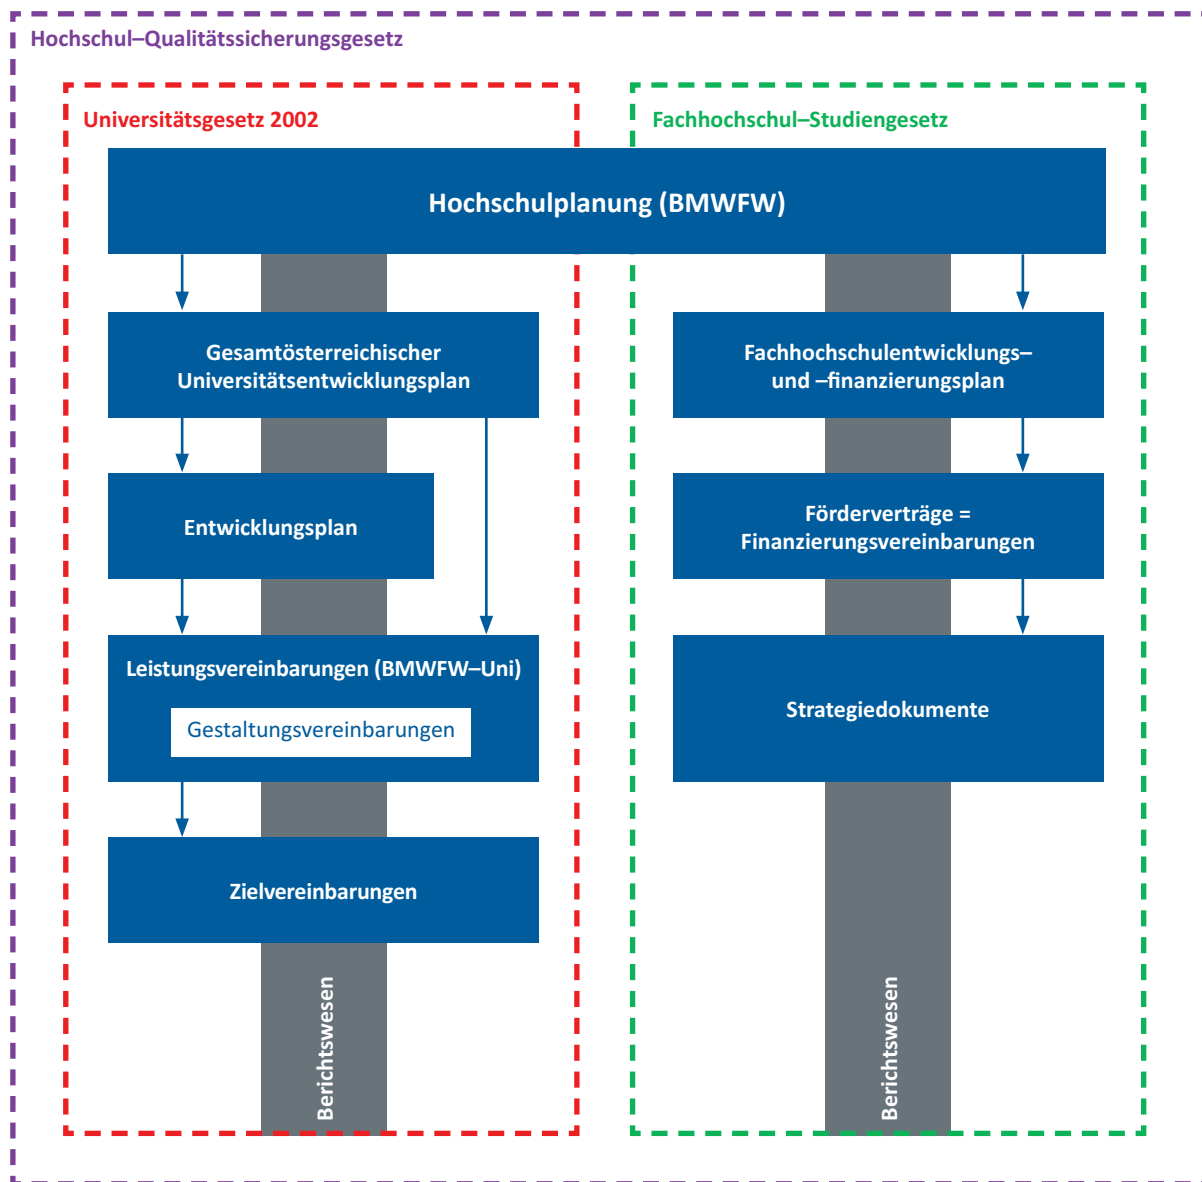 Hochschul–Qualitätssicherungsgesetz
Universitätsgesetz 2002
Fachhochschul–Studiengesetz
Hochschulplanung (BMWFW)
Gesamtösterreichischer
Universitätsentwicklungsplan
Fachhochschulentwicklungs–
und –finanzierungsplan
Entwicklungsplan
Förderverträge =
Finanzierungsvereinbarungen
Leistungsvereinbarungen (BMWFW–Uni)
Gestaltungsvereinbarungen
Strategiedokumente
Zielvereinbarungen
Berichtswesen
Berichtswesen